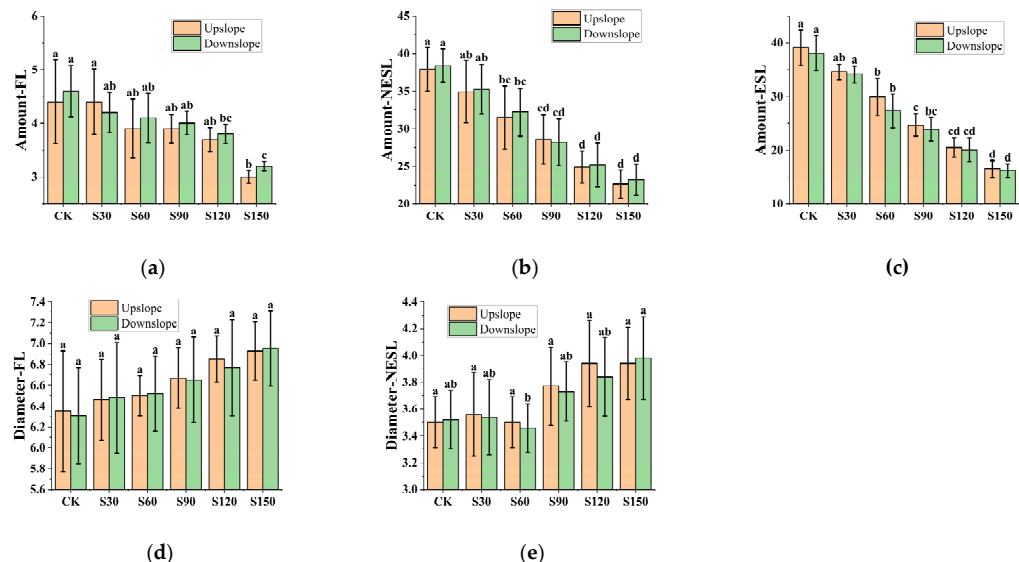 6
5
4
3
Amount-FL
Upslope
Downslope
a a a ab ab ab ab ab ab bc b c
CK S30 S60 S90 S120 S150
(a)
45
40
35
30
25
20
Amount-NESL
Upslope
Downslope
a a ab ab bc bc cd cd d d d d
CK S30 S60 S90 S120 S150
(b)
40
30
20
10
Amount-ESL
Upslope
Downslope
a a ab a b b c bc cd cd d d
CK S30 S60 S90 S120 S150
(c)
7.4
7.2
7.0
6.8
6.6
6.4
6.2
6.0
5.8
5.6
Diameter-FL
Upslope
Downslope
a a a a a a a a a a a a
CK S30 S60 S90 S120 S150
(d)
4.4
4.2
4.0
3.8
3.6
3.4
3.2
3.0
Diameter-NESL
Upslope
Downslope
a ab a ab a b a ab a ab a a
CK S30 S60 S90 S120 S150
(e)